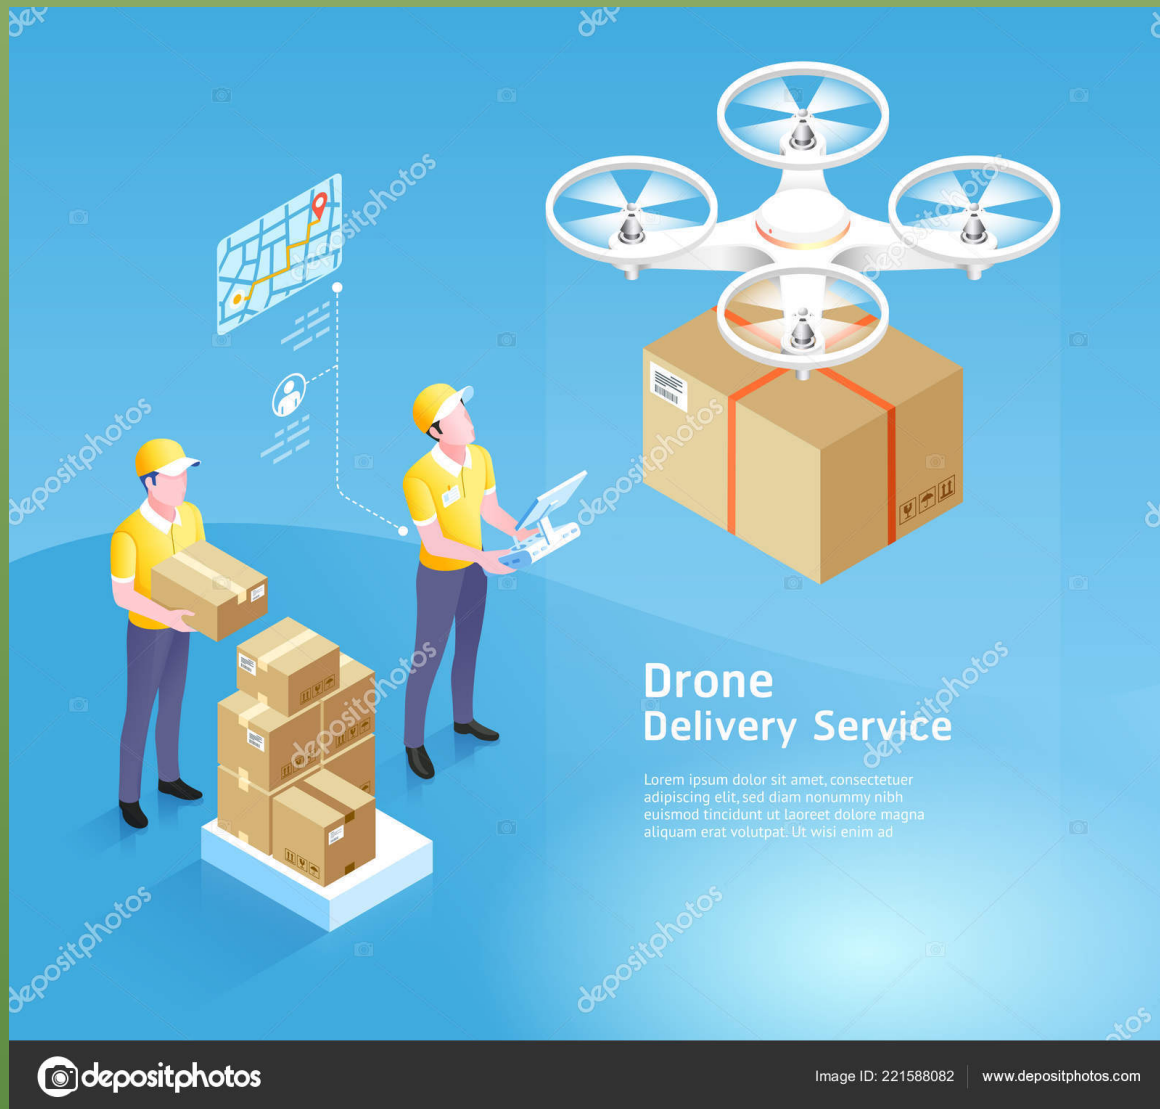 Drone
Delivery Service
Lorem ipsum dolor sit amet, consectetuer
adipiscing elit, sed diam nonummy nibh
euismod tincidunt ut laoreet dolore magna
aliquam erat volutpat. Ut wisi enim ad
depositphotos
Image ID: 221588082
www.depositphotos.com